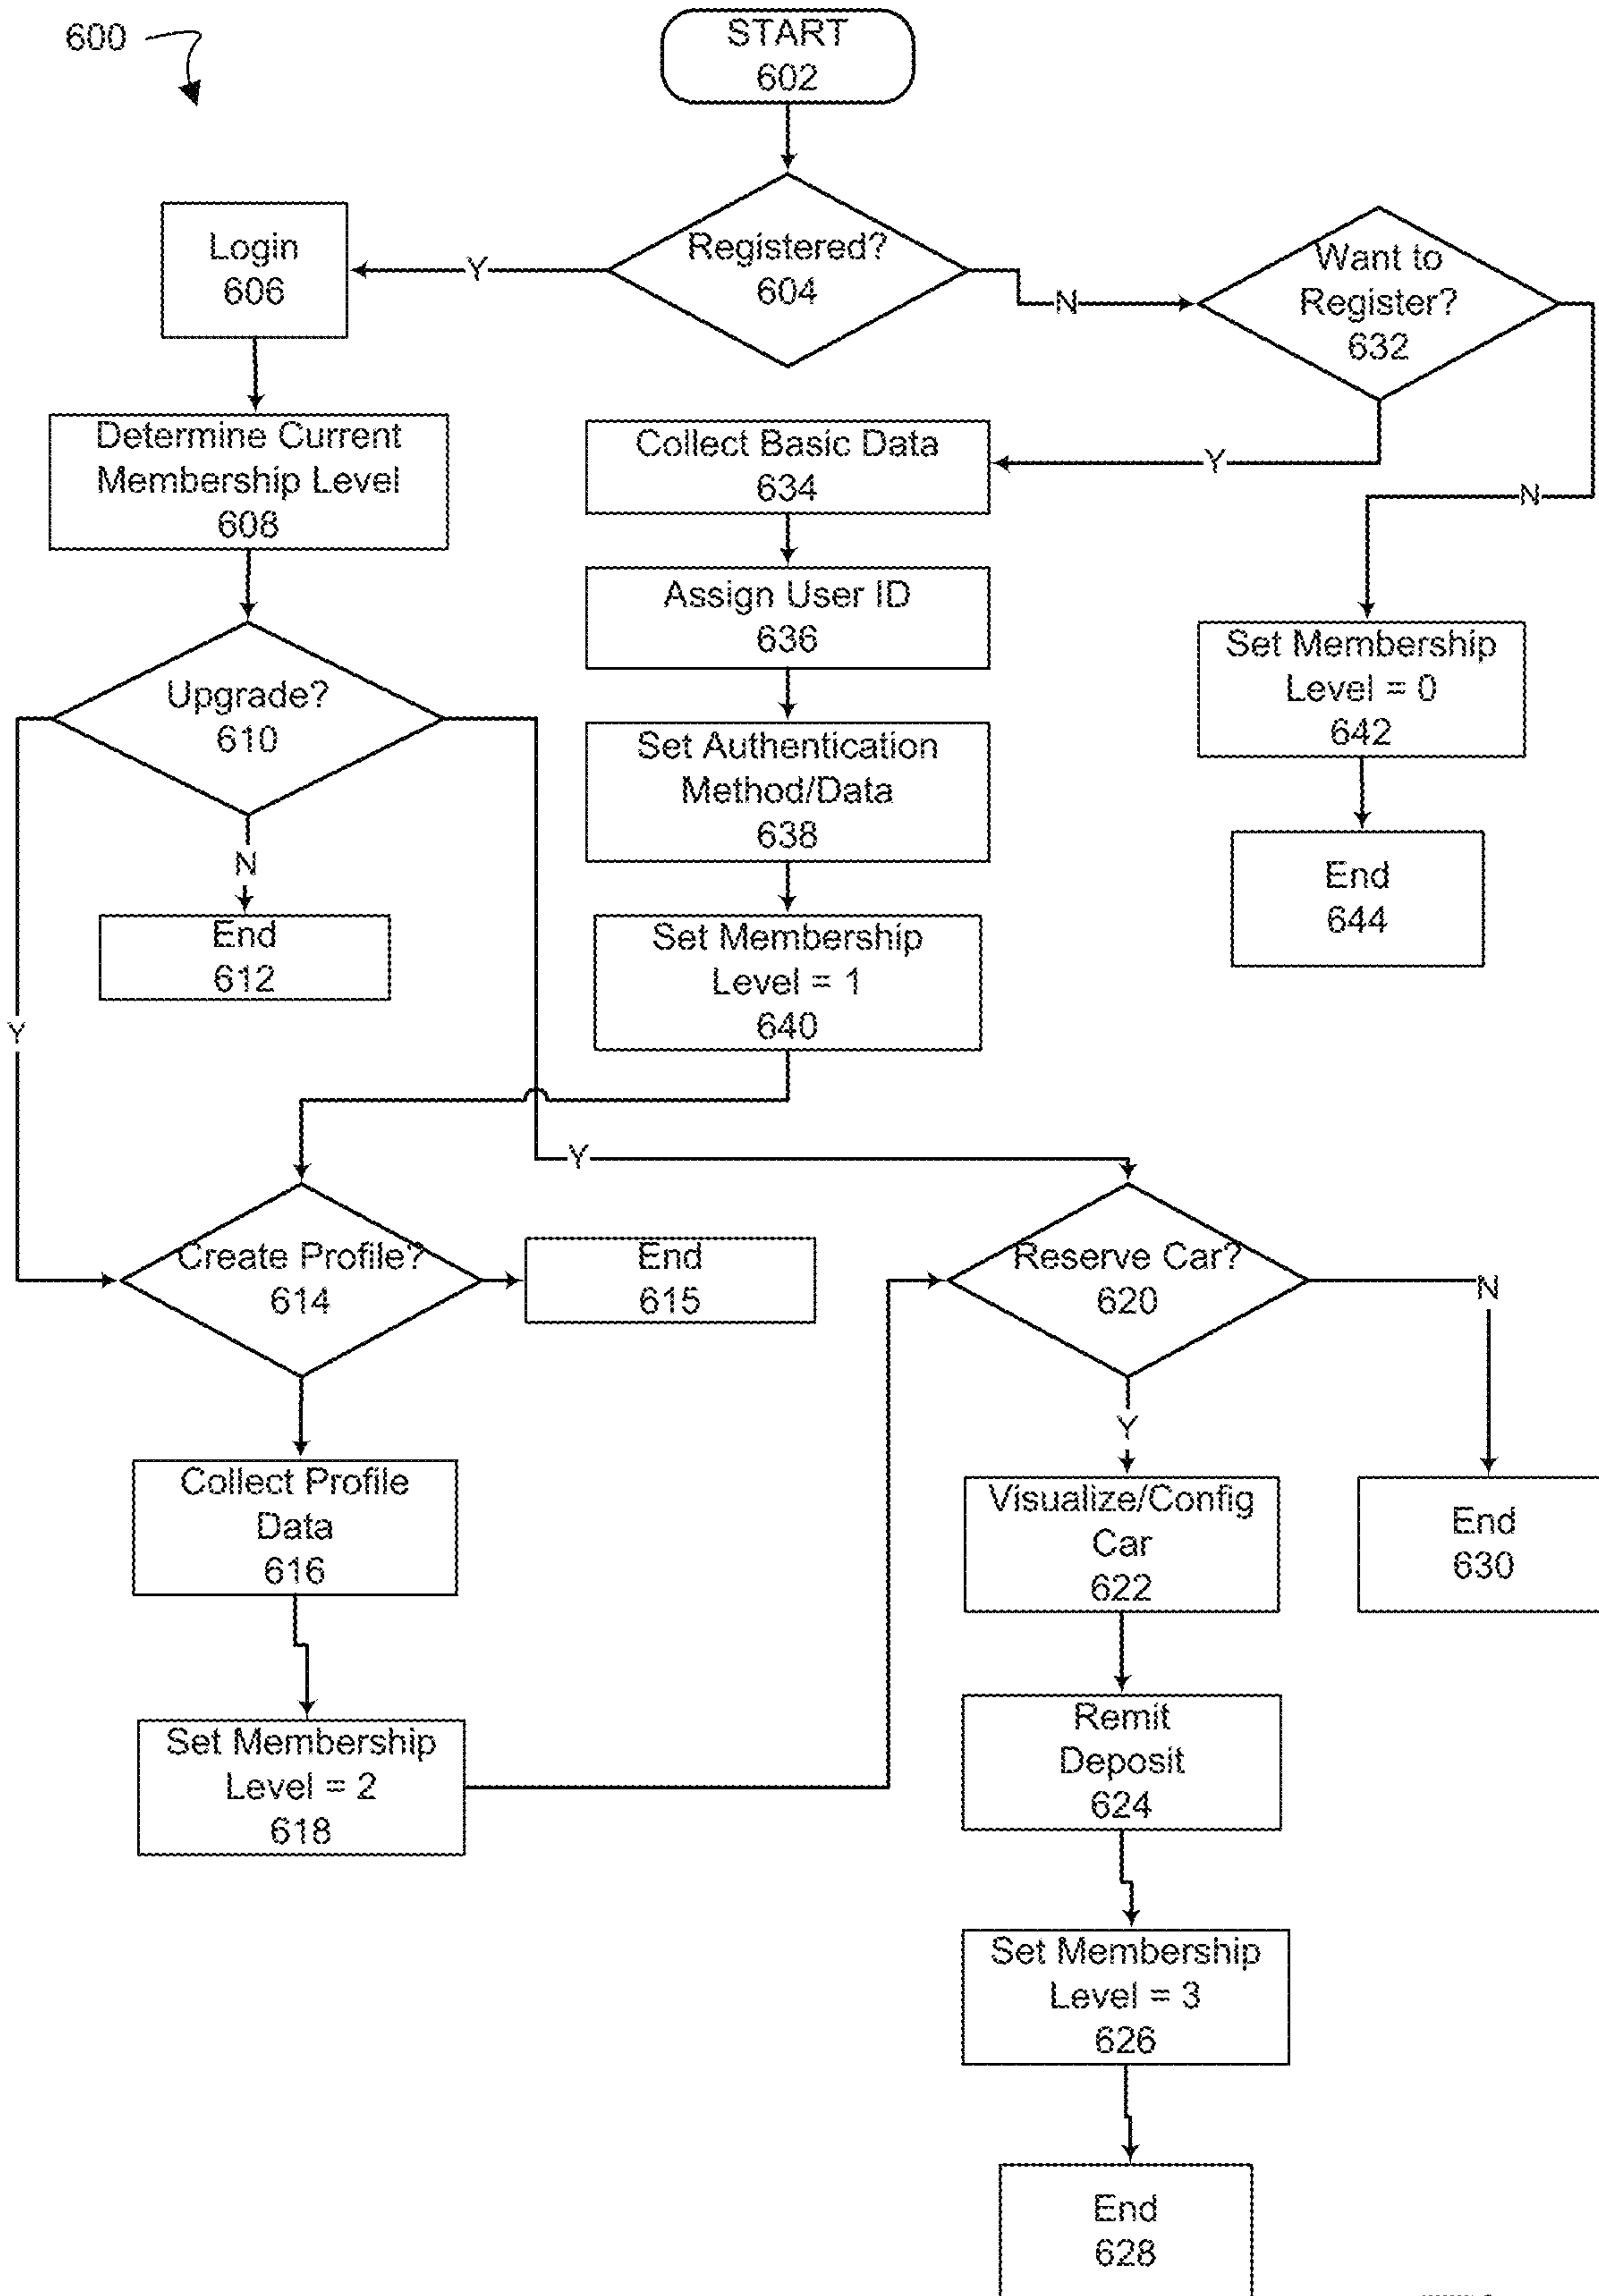 600
START
602
Registered?
604
Y
N
Login
606
Want to
Register?
632
Determine Current
Membership Level
608
Collect Basic Data
634
Y
N
Assign User ID
636
Set Membership
Level = 0
642
Upgrade?
610
Set Authentication
Method/Data
638
N
End
612
End
644
Set Membership
Level = 1
640
Y
Y
Create Profile?
614
End
615
Reserve Car?
620
N
Y
Collect Profile
Data
616
Visualize/Config
Car
622
End
630
Set Membership
Level = 2
618
Remit
Deposit
624
Set Membership
Level = 3
626
End
628